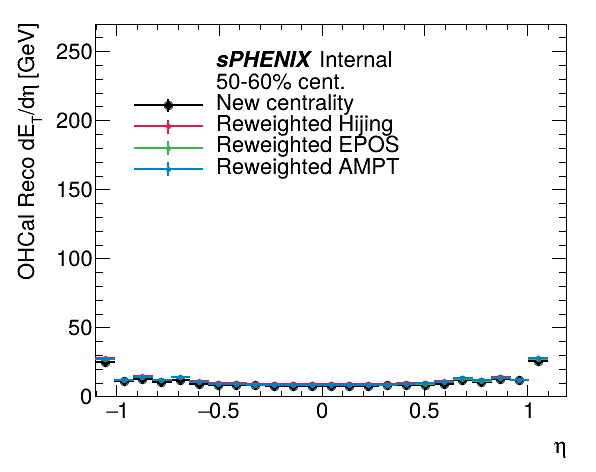 OHCal Reco dE_T/dη [GeV]
250
200
150
100
50
0
sPHENIX Internal
50-60% cent.
New centrality
Reweighted Hijing
Reweighted EPOS
Reweighted AMPT
−1 −0.5 0 0.5 1
η